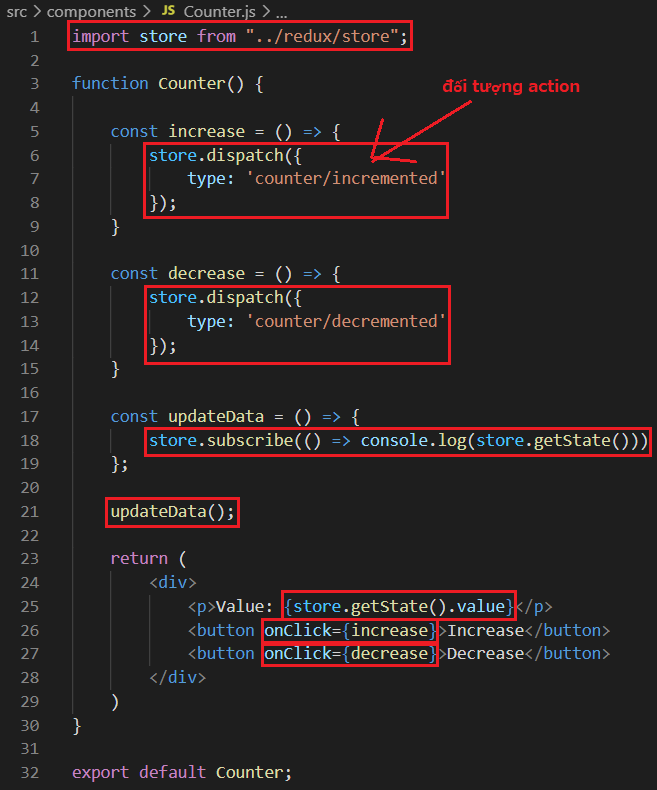 src > components > JS Counter.js > ...
1 import store from "../redux/store";
2
3 function Counter() {
đối tượng action
4
5 const increase = () => {
6 store.dispatch({
7 type: 'counter/incremented'
8 });
9 }
10
11 const decrease = () => {
12 store.dispatch({
13 type: 'counter/decremented'
14 });
15 }
16
17 const updateData = () => {
18 store.subscribe(() => console.log(store.getState()))
19 };
20
21 updateData();
22
23 return (
24 <div>
25 <p>Value: {store.getState().value}</p>
26 <button onClick={increase}>Increase</button>
27 <button onClick={decrease}>Decrease</button>
28 </div>
29 )
30 }
31
32 export default Counter;